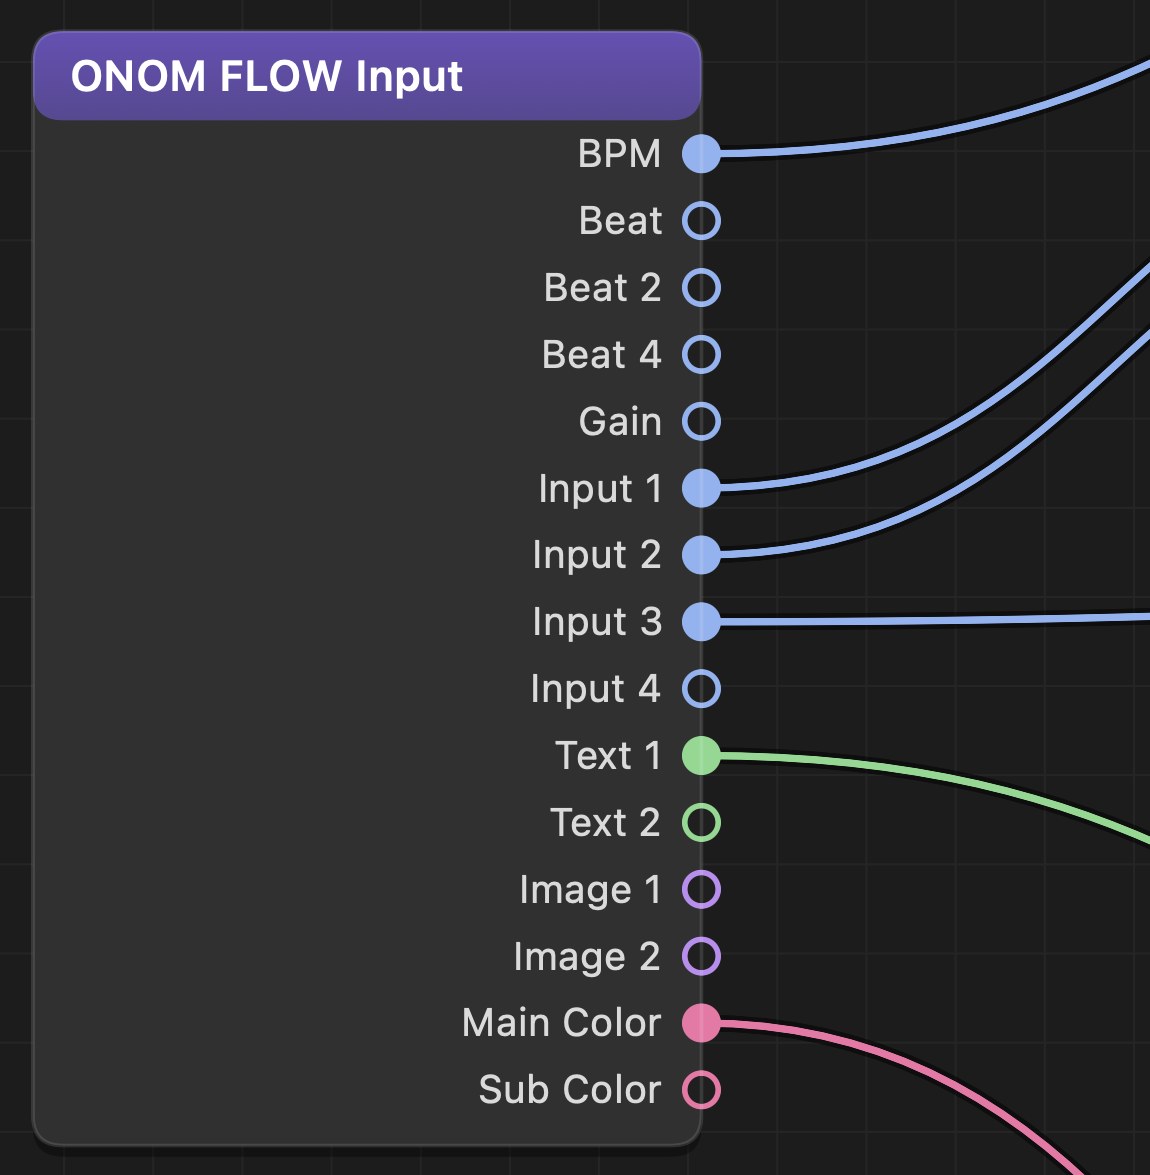 ONOM FLOW Input
BPM
Beat
Beat 2
Beat 4
Gain
Input 1
Input 2
Input 3
Input 4
Text 1
Text 2
Image 1
Image 2
Main Color
Sub Color